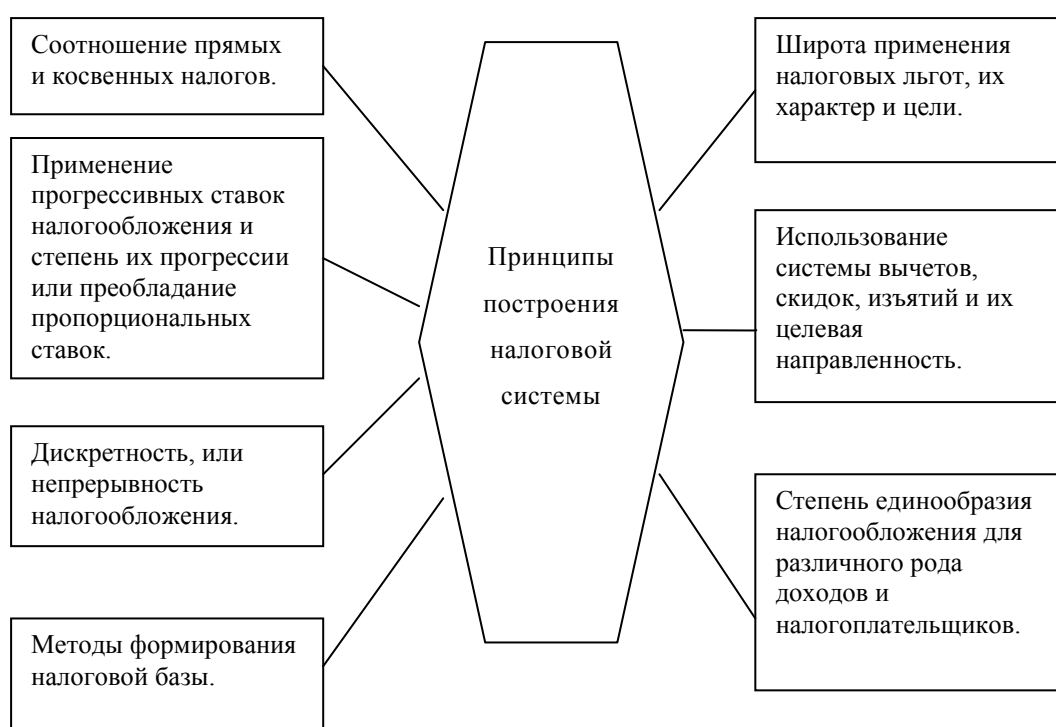 Соотношение прямых
и косвенных налогов.
Применение
прогрессивных ставок
налогообложения и
степень их прогрессии
или преобладание
пропорциональных
ставок.
Дискретность, или
непрерывность
налогообложения.
Методы формирования
налоговой базы.
Принципы
построения
налоговой
системы
Широта применения
налоговых льгот, их
характер и цели.
Использование
системы вычетов,
скидок, изъятий и их
целевая
направленность.
Степень единообразия
налогообложения для
различного рода
доходов и
налогоплательщиков.